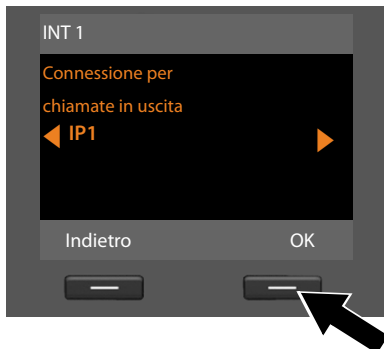 INT 1
Connessione per
chiamate in uscita
IP1
Indietro OK